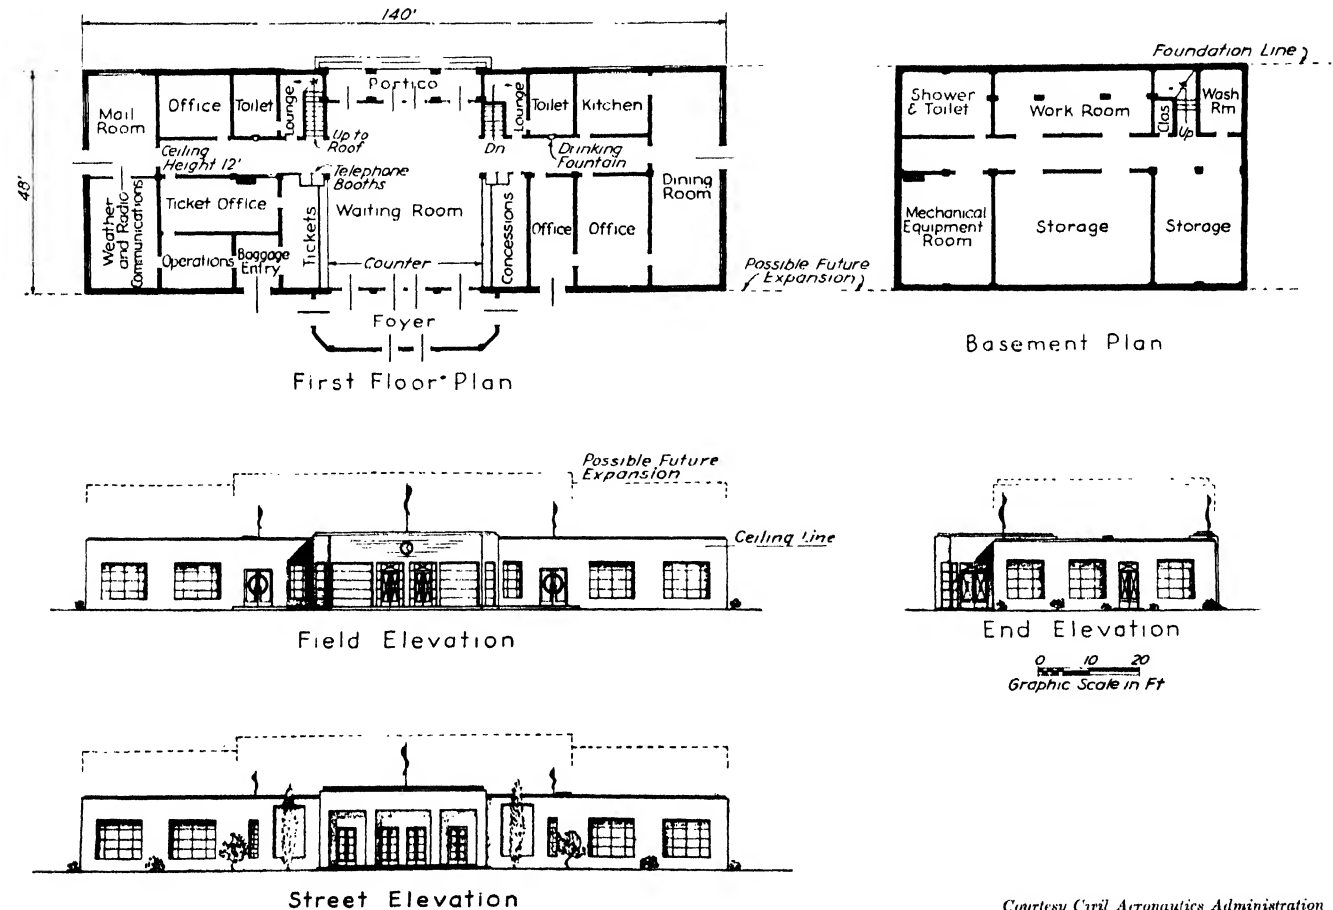 140'
48'
Portico
Mail
Room
Office
Toilet
Lounge
Up to
Roof
Ceiling
Height 12'
Telephone
Booths
Weather
and Radio
Communications
Ticket Office
Operations
Baggage
Entry
Tickets
Waiting Room
Counter
Foyer
Lounge
Dn
Toilet
Kitchen
Drinking
Fountain
Concessions
Office
Office
Dining
Room
First Floor Plan
Foundation Line
Possible Future
Expansion
Shower
& Toilet
Work Room
Clos
Up
Wash
Rm
Mechanical
Equipment
Room
Storage
Storage
Basement Plan
Possible Future
Expansion
Ceiling Line
Field Elevation
End Elevation
0 10 20
Graphic Scale in Ft
Street Elevation
Courtesy Civil Aeronautics Administration